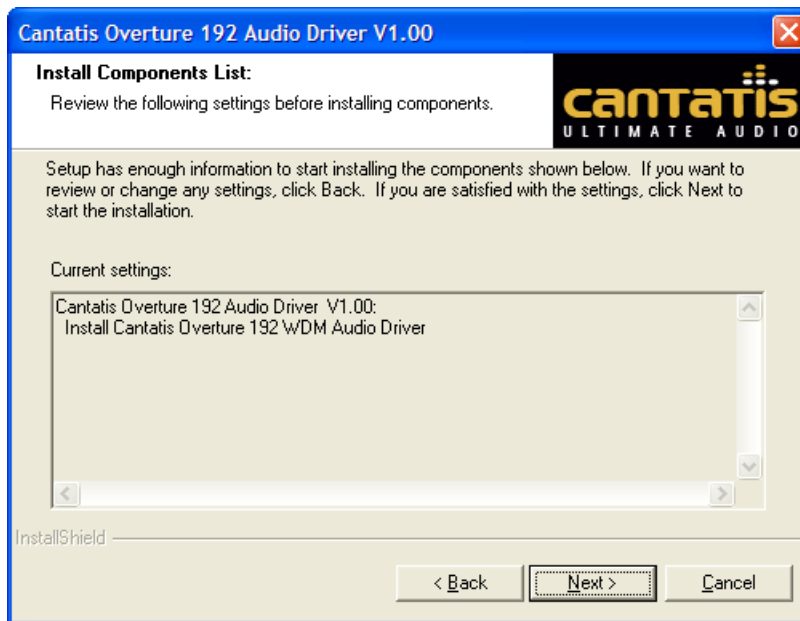 Cantatis Overture 192 Audio Driver V1.00
Install Components List:
Review the following settings before installing components.
cantatis
ULTIMATE AUDIO
Setup has enough information to start installing the components shown below. If you want to
review or change any settings, click Back. If you are satisfied with the settings, click Next to
start the installation.
Current settings:
Cantatis Overture 192 Audio Driver V1.00:
Install Cantatis Overture 192 WDM Audio Driver
InstallShield
< Back
Next >
Cancel